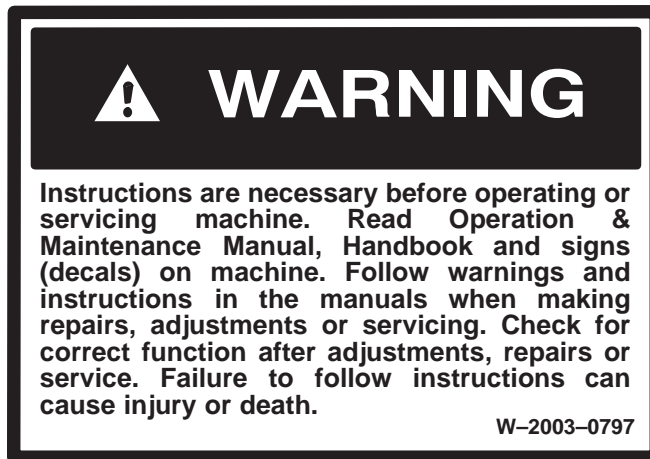 WARNING
Instructions are necessary before operating or
servicing machine. Read Operation &
Maintenance Manual, Handbook and signs
(decals) on machine. Follow warnings and
instructions in the manuals when making
repairs, adjustments or servicing. Check for
correct function after adjustments, repairs or
service. Failure to follow instructions can
cause injury or death.
W–2003–0797